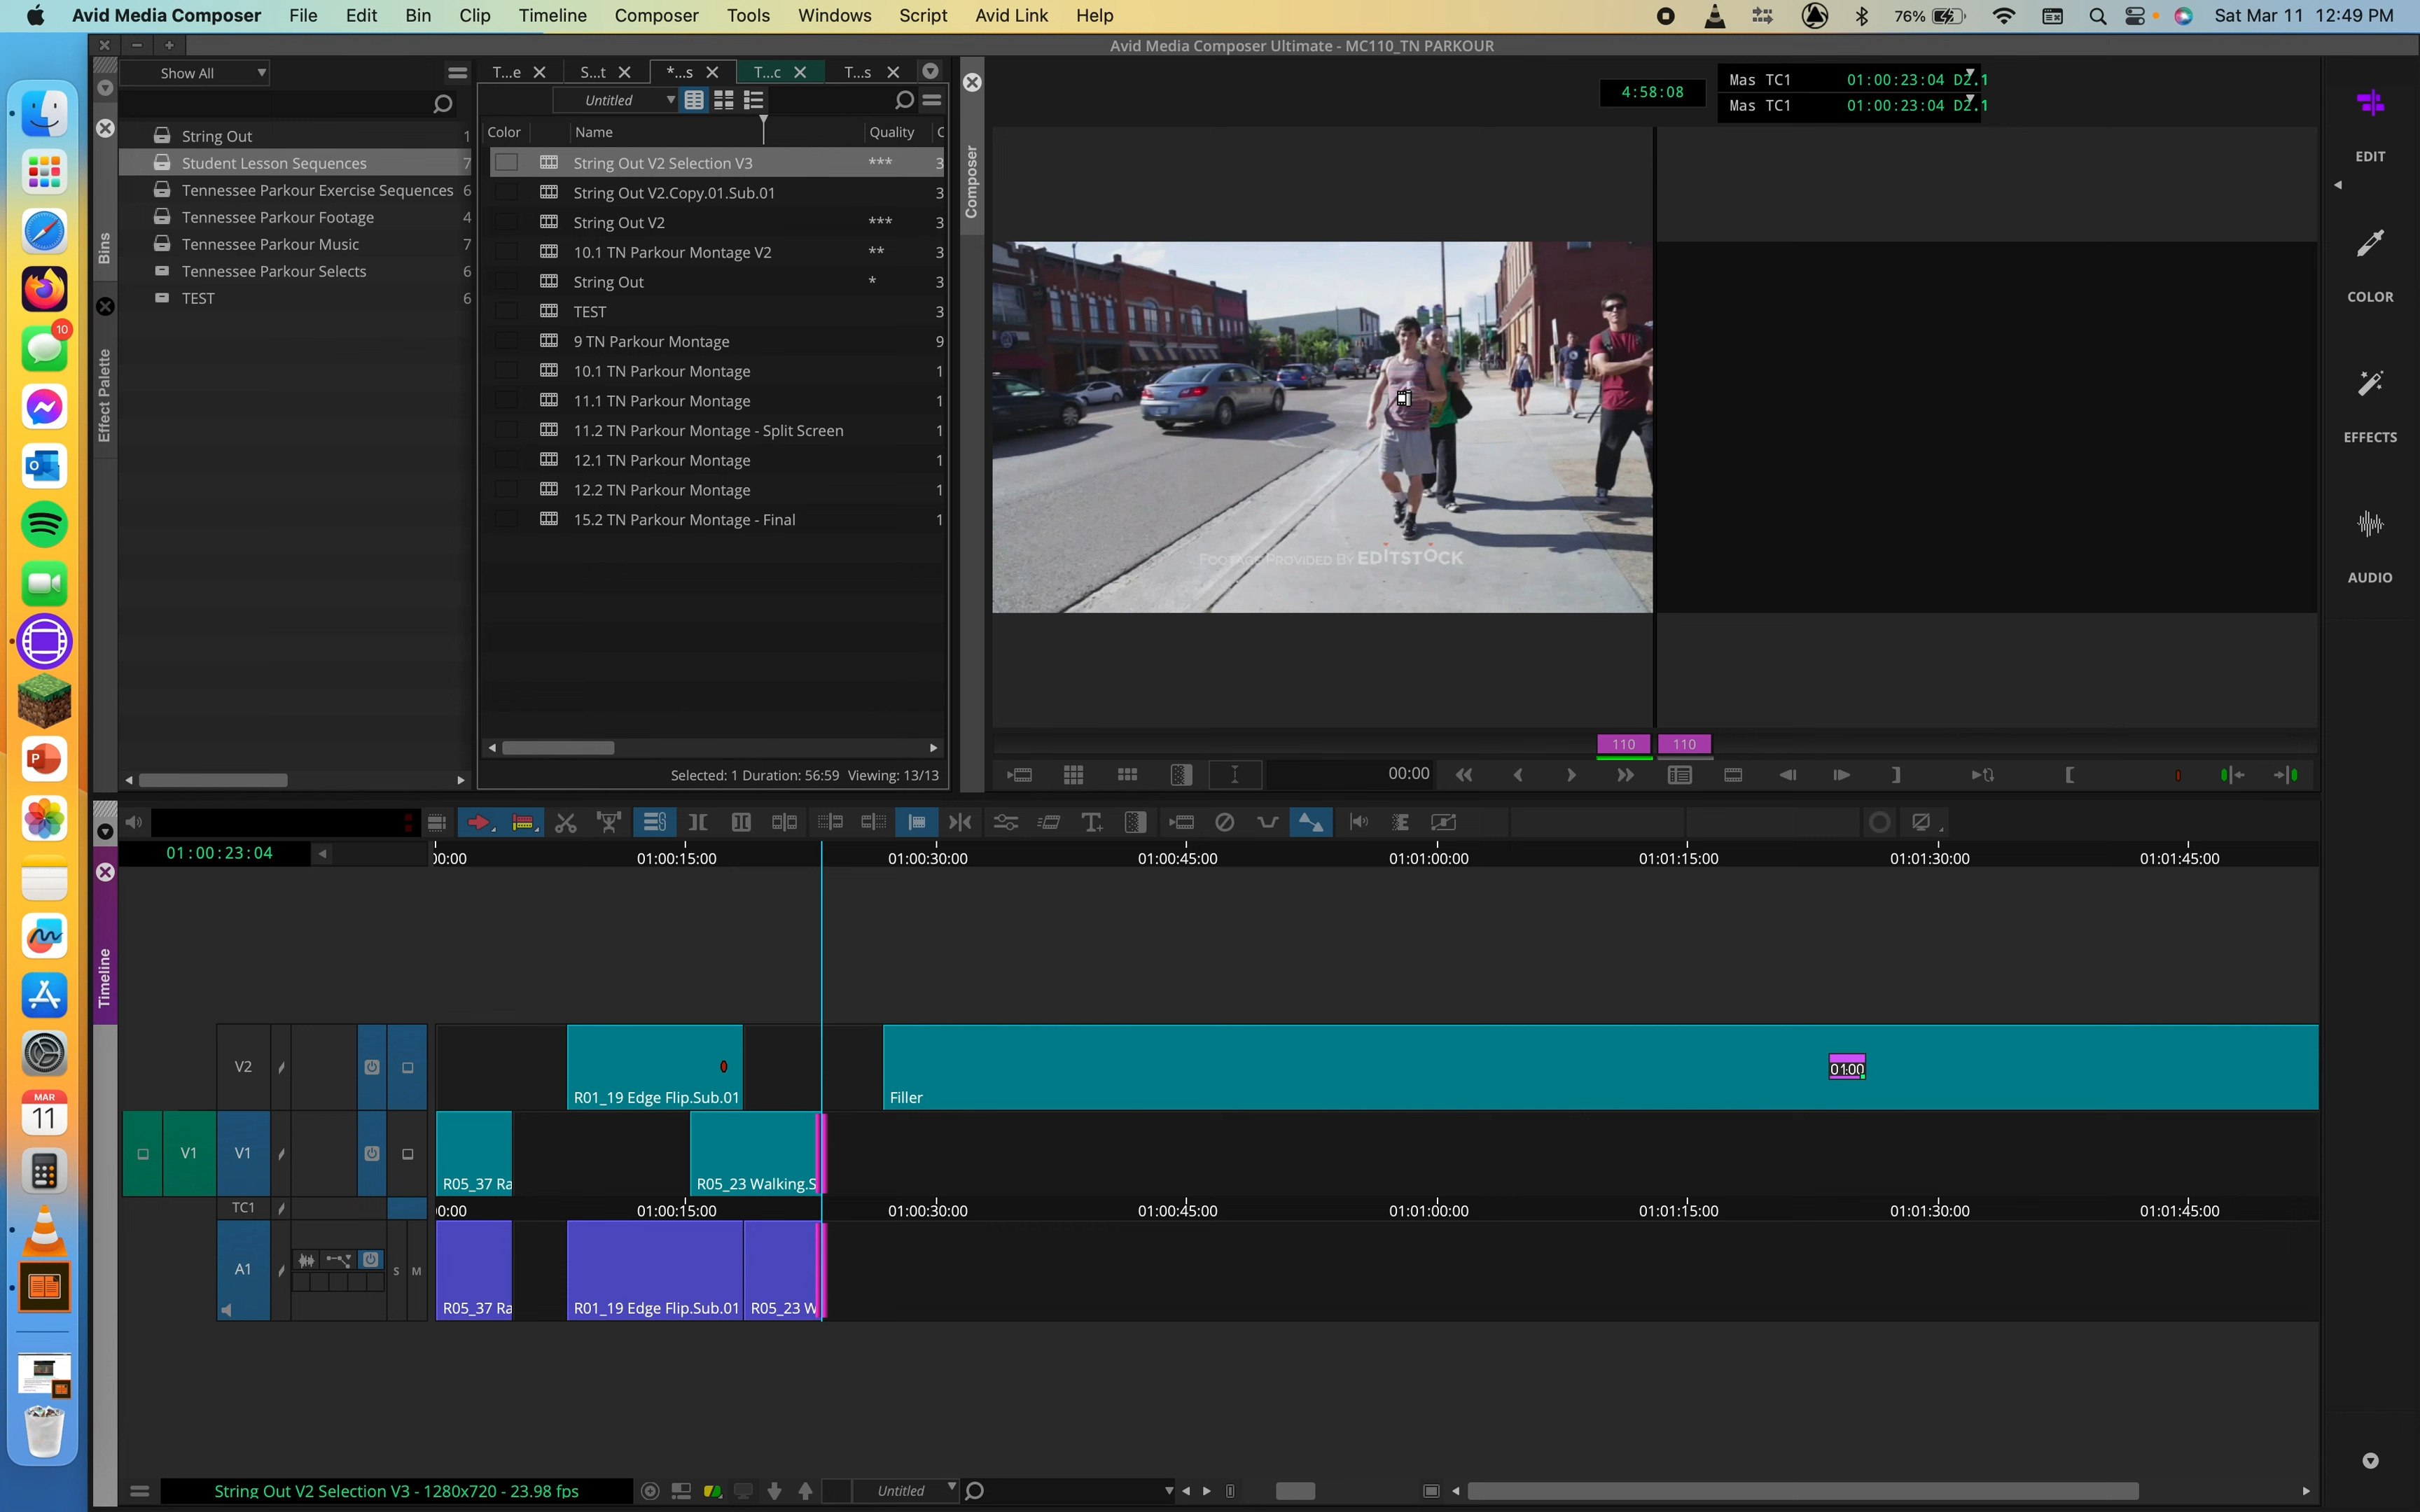 Avid Media Composer File Edit Bin Clip Timeline Composer Tools Windows Script Avid Link Help 76% Sat Mar 11 12:49 PM
Avid Media Composer Ultimate - MC110_TN PARKOUR
Show All
String Out 1
Student Lesson Sequences 7
Tennessee Parkour Exercise Sequences 6
Tennessee Parkour Footage 4
Tennessee Parkour Music 7
Tennessee Parkour Selects 6
TEST 6
Bins
Effect Palette
T...e S...t *...s T...c T...s
Untitled
Color Name Quality C
String Out V2 Selection V3 *** 3
String Out V2.Copy.01.Sub.01 3
String Out V2 *** 3
10.1 TN Parkour Montage V2 ** 3
String Out * 3
TEST 3
9 TN Parkour Montage 9
10.1 TN Parkour Montage 1
11.1 TN Parkour Montage 1
11.2 TN Parkour Montage - Split Screen 1
12.1 TN Parkour Montage 1
12.2 TN Parkour Montage 1
15.2 TN Parkour Montage - Final 1
Selected: 1 Duration: 56:59 Viewing: 13/13
Composer
4:58:08
Mas TC1 01:00:23:04 D2.1
Mas TC1 01:00:23:04 D2.1
FOOTAGE PROVIDED BY EDITSTOCK
110 110
00:00
EDIT
COLOR
EFFECTS
AUDIO
10
MAR
11
Timeline
01:00:23:04
00:00 01:00:15:00 01:00:30:00 01:00:45:00 01:01:00:00 01:01:15:00 01:01:30:00 01:01:45:00
V2
R01_19 Edge Flip.Sub.01 Filler 01:00
V1 V1
R05_37 Ra R05_23 Walking.S
TC1 00:00 01:00:15:00 01:00:30:00 01:00:45:00 01:01:00:00 01:01:15:00 01:01:30:00 01:01:45:00
A1 S M
R05_37 Ra R01_19 Edge Flip.Sub.01 R05_23 W
String Out V2 Selection V3 - 1280x720 - 23.98 fps
Untitled